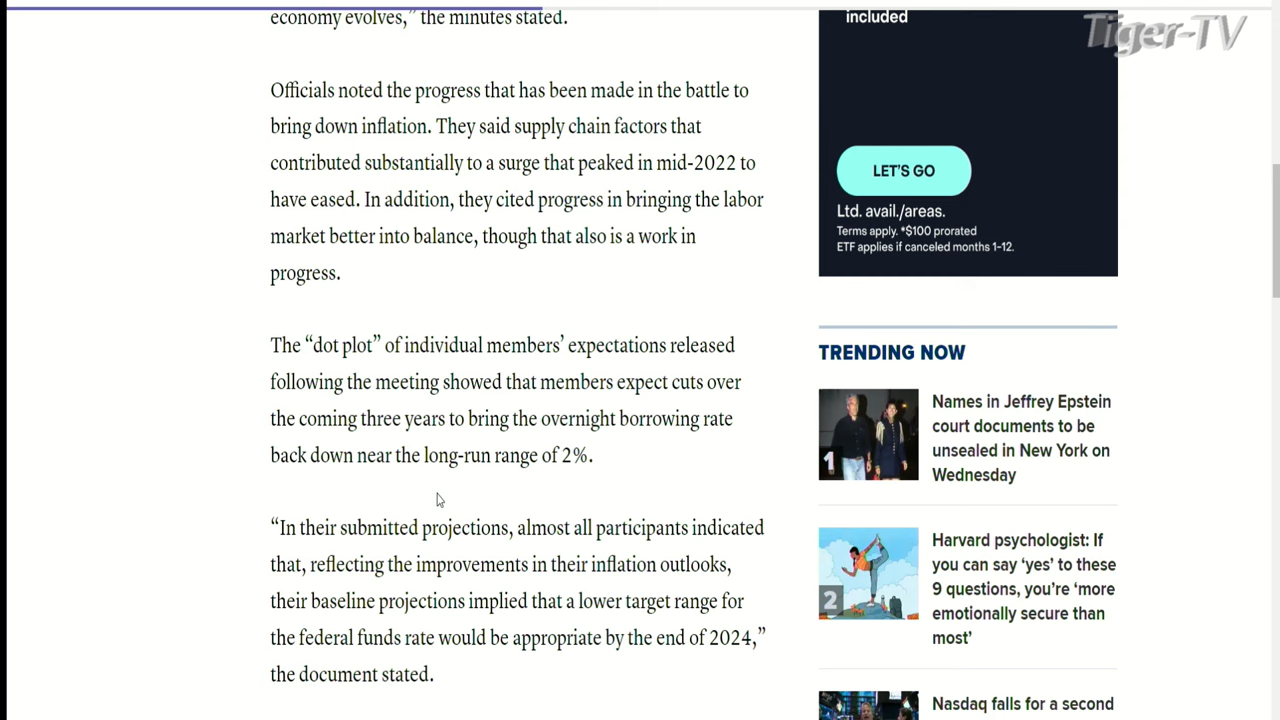 economy evolves,” the minutes stated.
Officials noted the progress that has been made in the battle to
bring down inflation. They said supply chain factors that
contributed substantially to a surge that peaked in mid-2022 to
have eased. In addition, they cited progress in bringing the labor
market better into balance, though that also is a work in
progress.
The “dot plot” of individual members’ expectations released
following the meeting showed that members expect cuts over
the coming three years to bring the overnight borrowing rate
back down near the long-run range of 2%.
“In their submitted projections, almost all participants indicated
that, reflecting the improvements in their inflation outlooks,
their baseline projections implied that a lower target range for
the federal funds rate would be appropriate by the end of 2024,”
the document stated.
included
Tiger-TV
LET’S GO
Ltd. avail./areas.
Terms apply. *$100 prorated
ETF applies if canceled months 1-12.
TRENDING NOW
1
Names in Jeffrey Epstein
court documents to be
unsealed in New York on
Wednesday
2
Harvard psychologist: If
you can say ‘yes’ to these
9 questions, you’re ‘more
emotionally secure than
most’
Nasdaq falls for a second